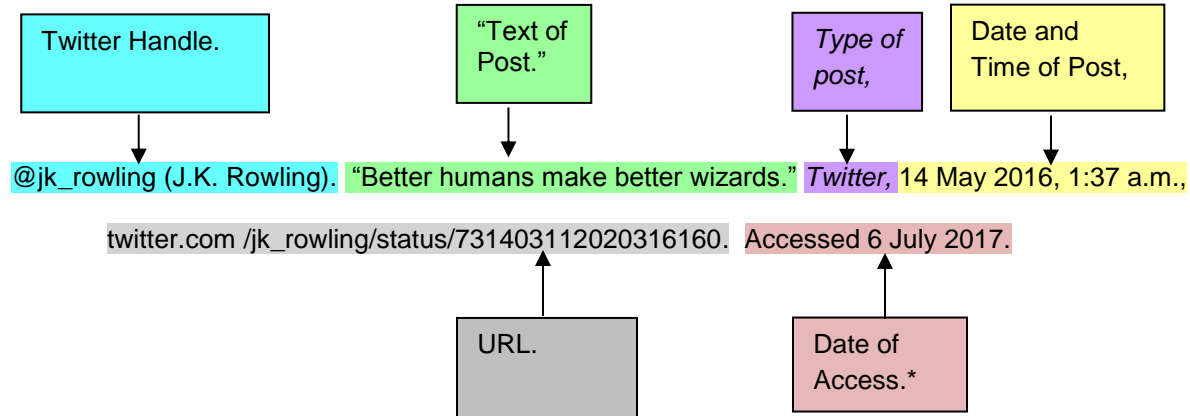 Twitter Handle.
“Text of
Post.”
Type of
post,
Date and
Time of Post,
@jk_rowling (J.K. Rowling). “Better humans make better wizards.” Twitter, 14 May 2016, 1:37 a.m.,
twitter.com /jk_rowling/status/731403112020316160. Accessed 6 July 2017.
URL.
Date of
Access.*